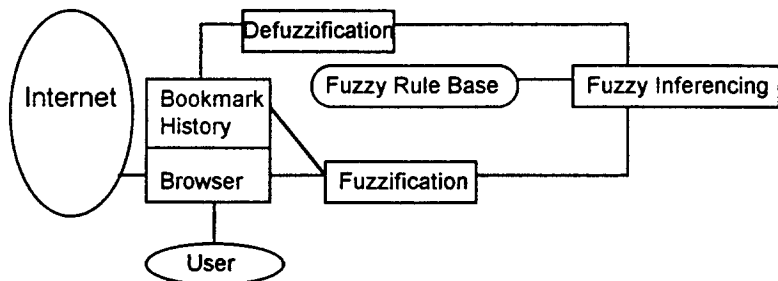 Defuzzification
Internet
Bookmark
History
Fuzzy Rule Base
Fuzzy Inferencing
Browser
Fuzzification
User